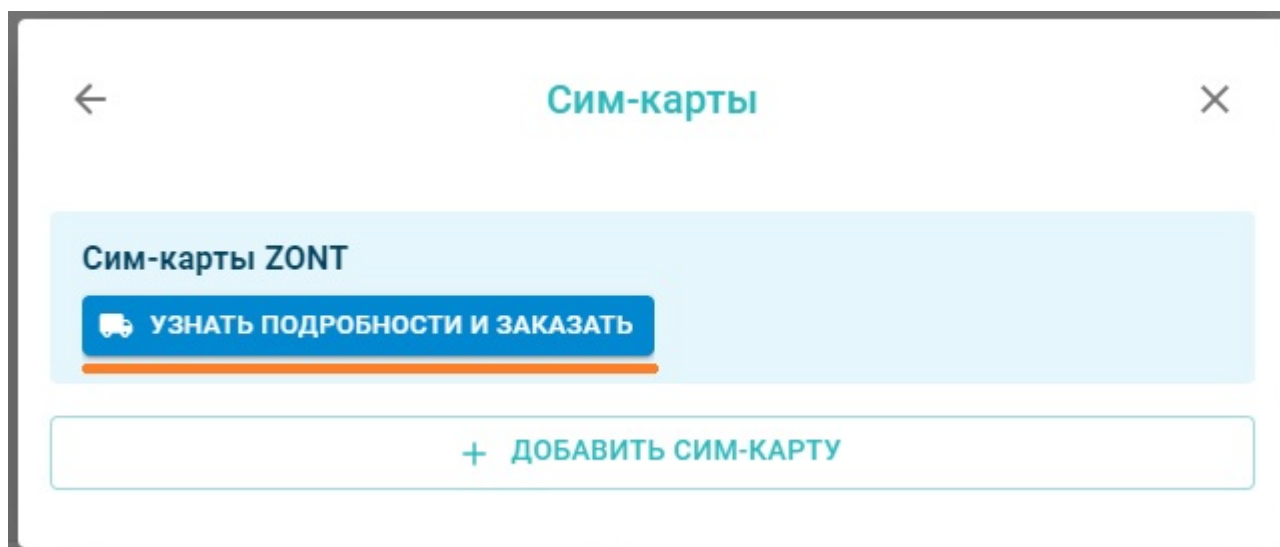 Сим-карты
Сим-карты ZONT
УЗНАТЬ ПОДРОБНОСТИ И ЗАКАЗАТЬ
+ ДОБАВИТЬ СИМ-КАРТУ